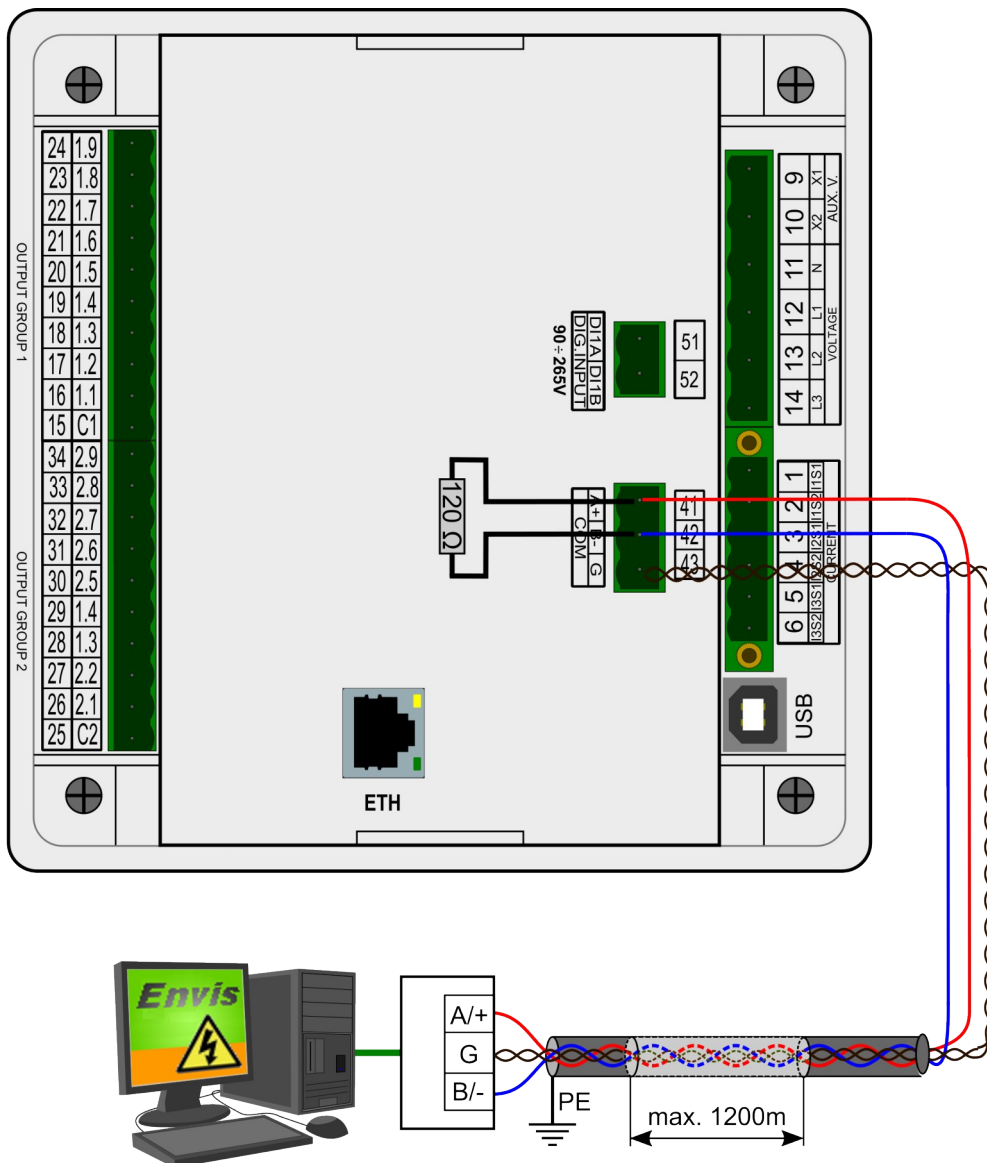 24 1.9
23 1.8
22 1.7
21 1.6
20 1.5
19 1.4
18 1.3
17 1.2
16 1.1
15 C1
34 2.9
33 2.8
32 2.7
31 2.6
30 2.5
29 1.4
28 1.3
27 2.2
26 2.1
25 C2
OUTPUT GROUP 1
OUTPUT GROUP 2
DI1A DI1B
DIG.INPUT
90÷265V
51
52
120 Ω
A+ B- G
COM
41
42
43
ETH
9 X1
10 X2
AUX. V.
11 N
12 L1
13 L2
14 L3
VOLTAGE
1 I1S1
2 I1S2
3 I2S1
4 I2S2
5 I3S1
6 I3S2
CURRENT
USB
Envis
A/+
G
B/-
PE
max. 1200m